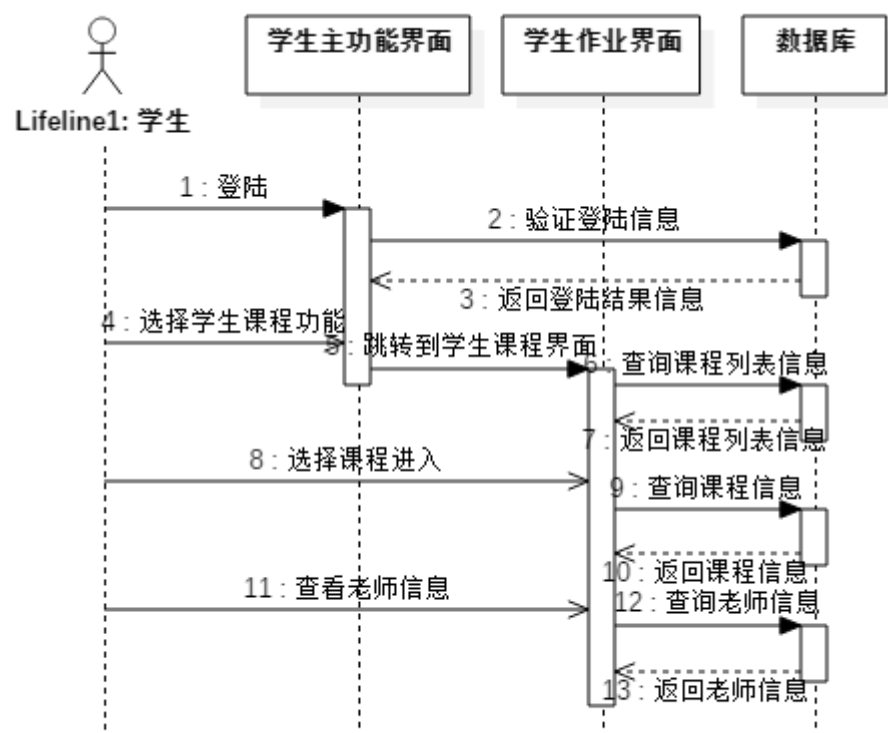 学生主功能界面
学生作业界面
数据库
Lifeline1: 学生
1 : 登陆
2 : 验证登陆信息
3 : 返回登陆结果信息
4 : 选择学生课程功能
5 : 跳转到学生课程界面
6 : 查询课程列表信息
7 : 返回课程列表信息
8 : 选择课程进入
9 : 查询课程信息
10 : 返回课程信息
11 : 查看老师信息
12 : 查询老师信息
13 : 返回老师信息